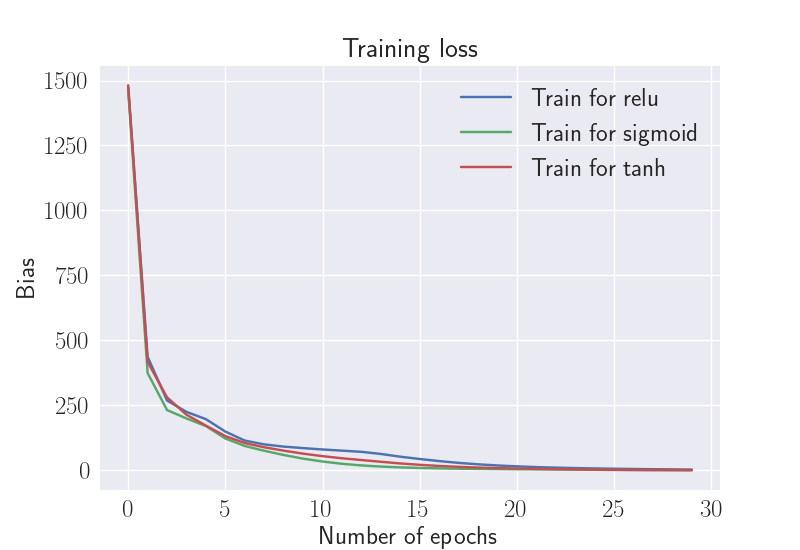 Training loss
1500
1250
1000
750
500
250
0
Bias
Train for relu
Train for sigmoid
Train for tanh
0 5 10 15 20 25 30
Number of epochs